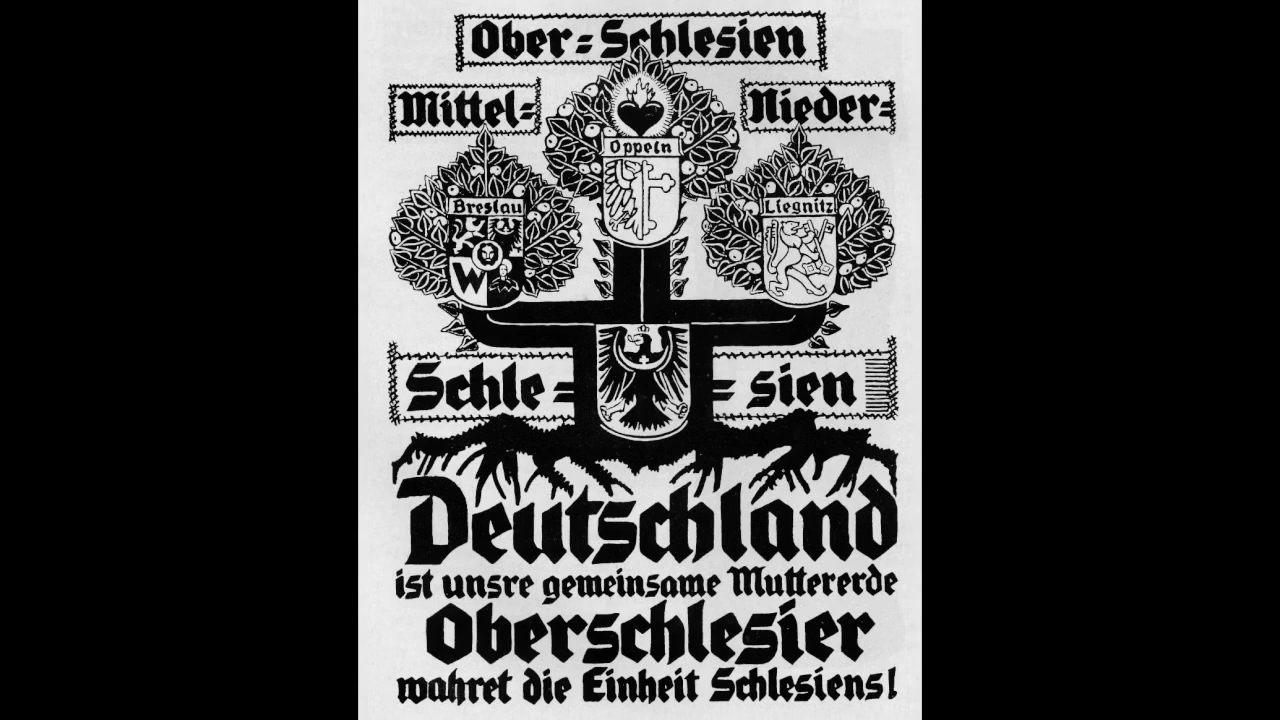 Ober=Schlesien
Mittel=
Nieder=
Oppeln
Breslau
Liegnitz
W
Schle=
=sien
Deutschland
ist unsre gemeinsame Muttererde
Oberschlesier
wahret die Einheit Schlesiens!